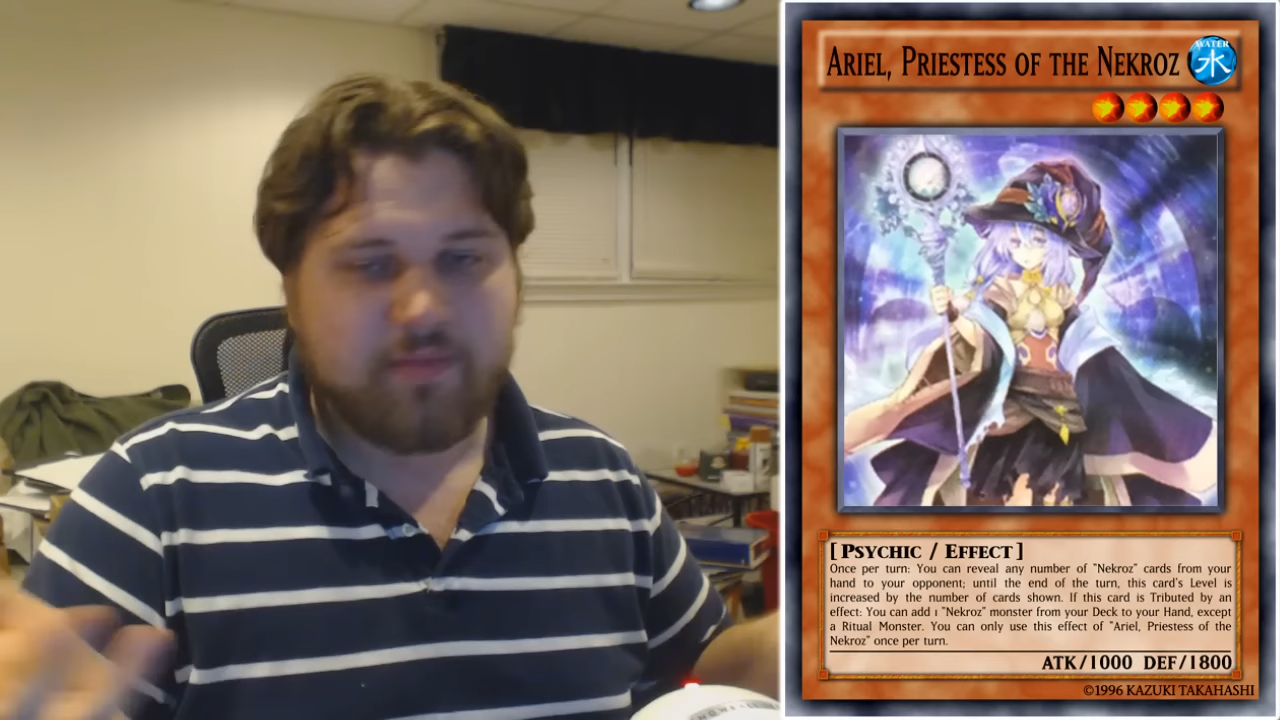 ARIEL, PRIESTESS OF THE NEKROZ
WATER
水
[ PSYCHIC / EFFECT ]
Once per turn: You can reveal any number of "Nekroz" cards from your
hand to your opponent; until the end of the turn, this card's Level is
increased by the number of cards shown. If this card is Tributed by an
effect: You can add 1 "Nekroz" monster from your Deck to your Hand, except
a Ritual Monster. You can only use this effect of "Ariel, Priestess of the
Nekroz" once per turn.
ATK/1000 DEF/1800
©1996 KAZUKI TAKAHASHI